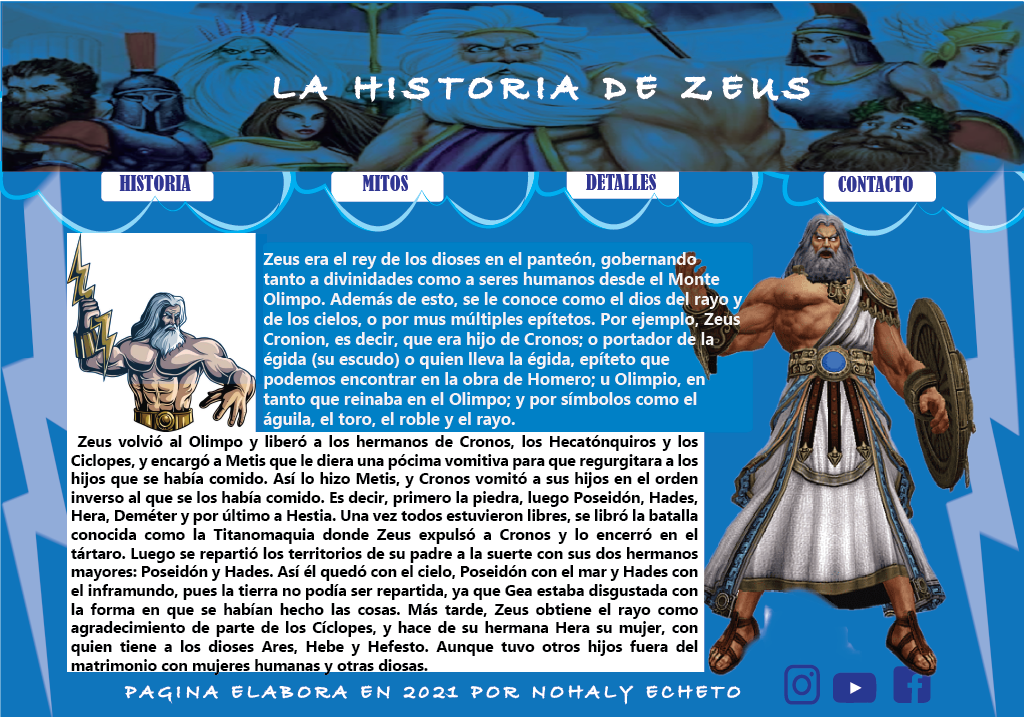 LA HISTORIA DE ZEUS
HISTORIA
MITOS
DETALLES
CONTACTO
Zeus era el rey de los dioses en el panteón, gobernando
tanto a divinidades como a seres humanos desde el Monte
Olimpo. Además de esto, se le conoce como el dios del rayo y
de los cielos, o por mus múltiples epítetos. Por ejemplo, Zeus
Cronion, es decir, que era hijo de Cronos; o portador de la
égida (su escudo) o quien lleva la égida, epíteto que
podemos encontrar en la obra de Homero; u Olimpio, en
tanto que reinaba en el Olimpo; y por símbolos como el
águila, el toro, el roble y el rayo.
Zeus volvió al Olimpo y liberó a los hermanos de Cronos, los Hecatónquiros y los
Ciclopes, y encargó a Metis que le diera una pócima vomitiva para que regurgitara a los
hijos que se había comido. Así lo hizo Metis, y Cronos vomitó a sus hijos en el orden
inverso al que se los había comido. Es decir, primero la piedra, luego Poseidón, Hades,
Hera, Deméter y por último a Hestia. Una vez todos estuvieron libres, se libró la batalla
conocida como la Titanomaquia donde Zeus expulsó a Cronos y lo encerró en el
tártaro. Luego se repartió los territorios de su padre a la suerte con sus dos hermanos
mayores: Poseidón y Hades. Así él quedó con el cielo, Poseidón con el mar y Hades con
el inframundo, pues la tierra no podía ser repartida, ya que Gea estaba disgustada con
la forma en que se habían hecho las cosas. Más tarde, Zeus obtiene el rayo como
agradecimiento de parte de los Cíclopes, y hace de su hermana Hera su mujer, con
quien tiene a los dioses Ares, Hebe y Hefesto. Aunque tuvo otros hijos fuera del
matrimonio con mujeres humanas y otras diosas.
PAGINA ELABORA EN 2021 POR NOHALY ECHETO